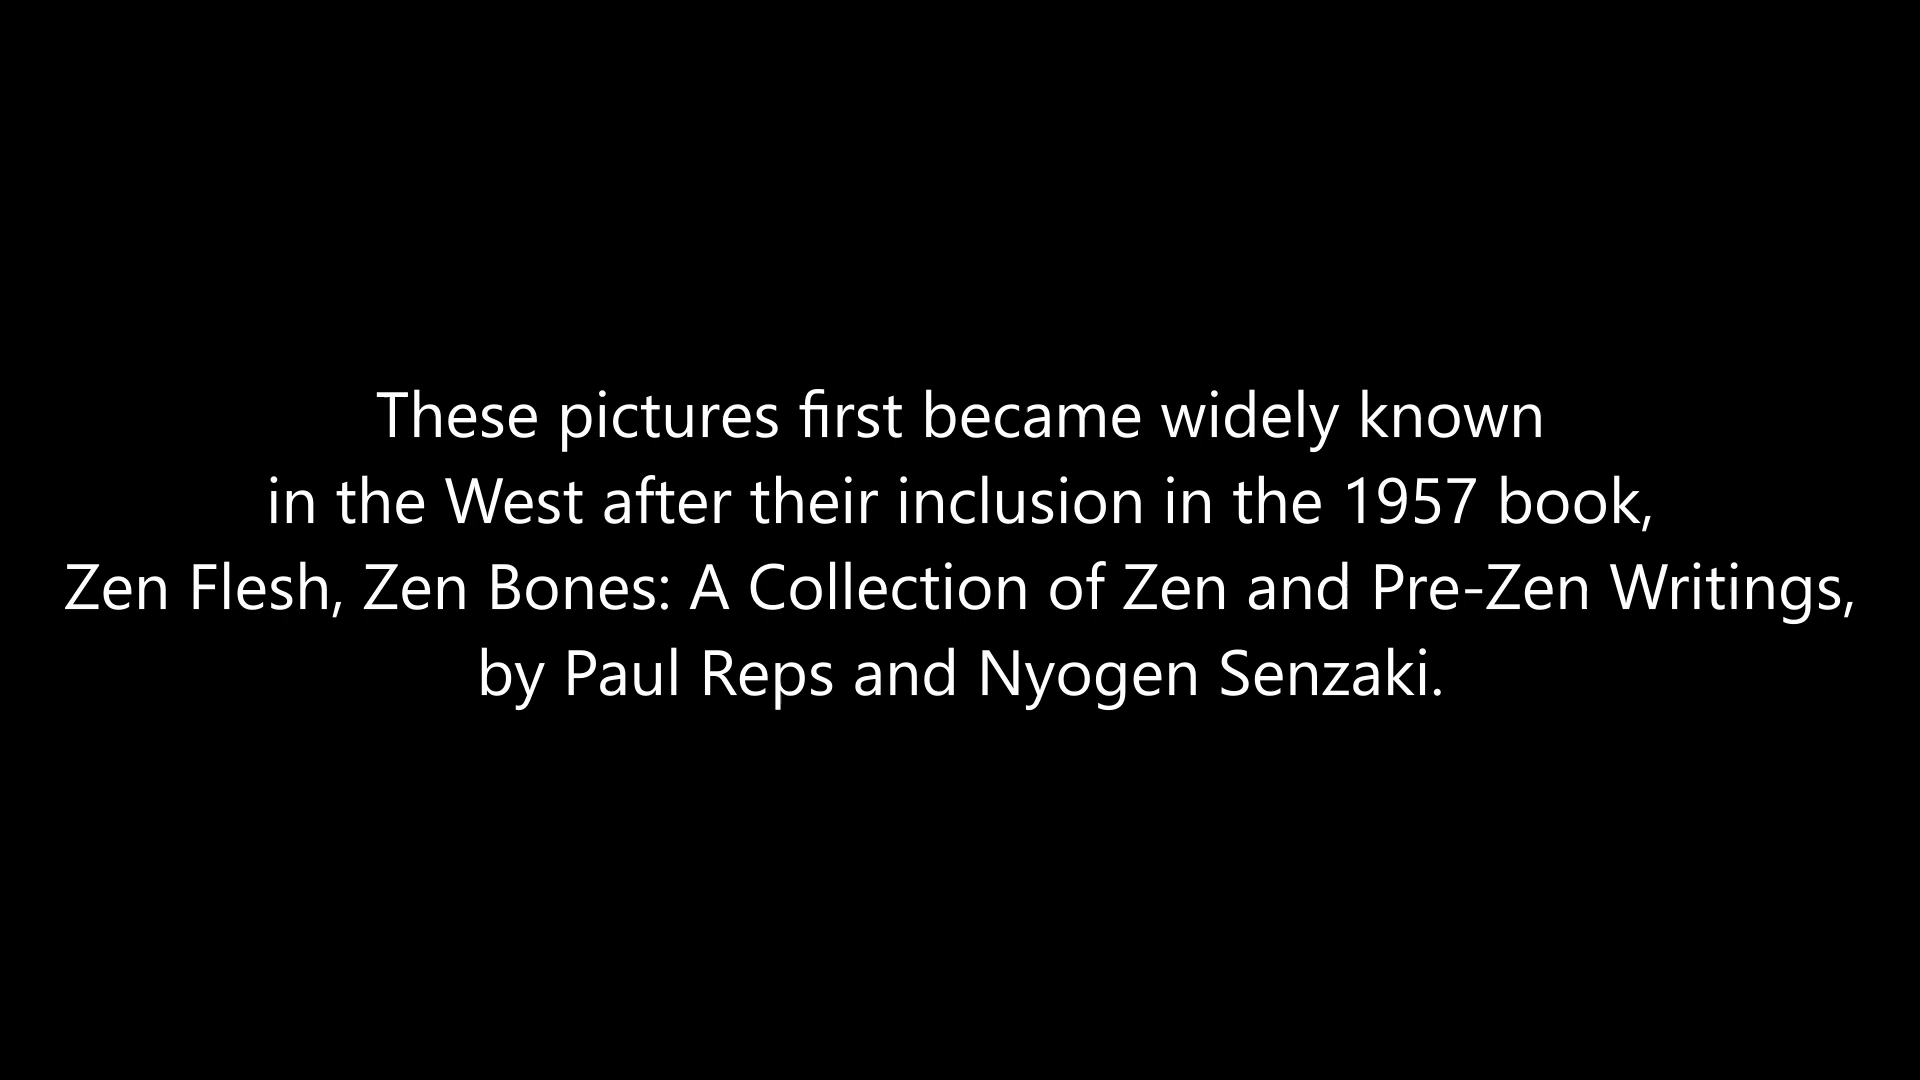 These pictures first became widely known
in the West after their inclusion in the 1957 book,
Zen Flesh, Zen Bones: A Collection of Zen and Pre-Zen Writings,
by Paul Reps and Nyogen Senzaki.